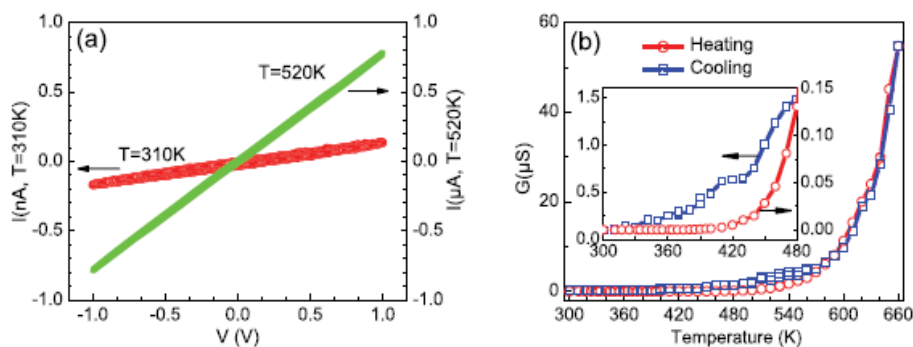 (a)
T=520K
T=310K
I(nA, T=310K)
1.0
0.5
0.0
-0.5
-1.0
I(μA, T=520K)
1.0
0.5
0.0
-0.5
-1.0
-1.0 -0.5 0.0 0.5 1.0
V (V)
(b)
Heating
Cooling
G(μS)
60
40
20
0
1.5
1.0
0.5
0.0
0.15
0.10
0.05
0.00
300 360 420 480
300 360 420 480 540 600 660
Temperature (K)